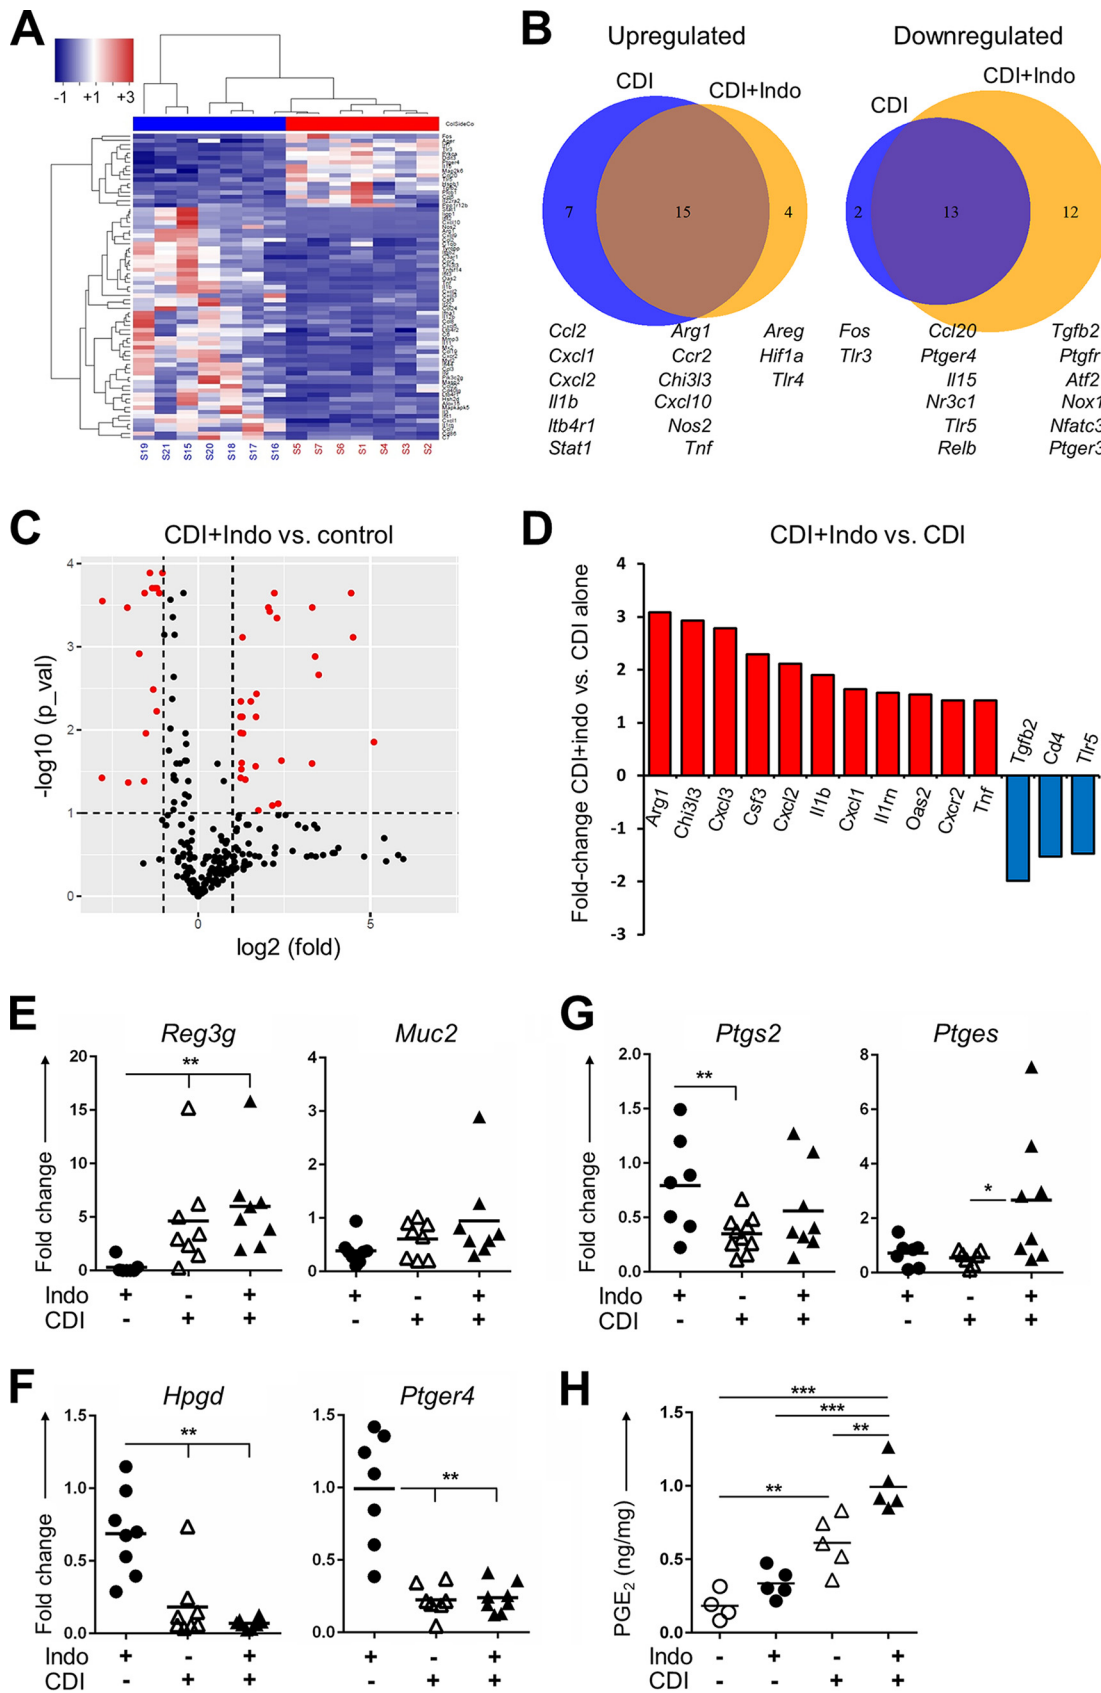 A
-1 +1 +3
ColSideCo
Fos
S19 S21 S15 S20 S18 S17 S16 S5 S7 S6 S1 S4 S3 S2
B
Upregulated
Downregulated
CDI
CDI+Indo
CDI
CDI+Indo
7 15 4
2 13 12
Ccl2 Arg1 Areg Fos Ccl20 Tgfb2
Cxcl1 Ccr2 Hif1a Tlr3 Ptger4 Ptgfr
Cxcl2 Chi3l3 Tlr4 Il15 Atf2
Il1b Cxcl10 Nr3c1 Nox1
Itb4r1 Nos2 Tlr5 Nfatc3
Stat1 Tnf Relb Ptger3
C
CDI+Indo vs. control
-log10 (p_val)
4
3
2
1
0
0 5
log2 (fold)
D
CDI+Indo vs. CDI
Fold-change CDI+indo vs. CDI alone
4
3
2
1
0
-1
-2
-3
Arg1 Chi3l3 Cxcl3 Csf3 Cxcl2 Il1b Cxcl1 Il1rn Oas2 Cxcr2 Tnf
Tgfb2 Cd4 Tlr5
E
Reg3g
Fold change
20
15
10
5
0
**
Muc2
4
3
2
1
0
Indo + - + + - +
CDI - + + - + +
G
Ptgs2
Fold change
2.0
1.5
1.0
0.5
0.0
**
Ptges
8
6
4
2
0
*
Indo + - + + - +
CDI - + + - + +
F
Hpgd
Fold change
1.5
1.0
0.5
0.0
**
Ptger4
1.5
1.0
0.5
0.0
**
Indo + - + + - +
CDI - + + - + +
H
PGE2 (ng/mg)
1.5
1.0
0.5
0.0
***
***
**
**
Indo - + - +
CDI - - + +